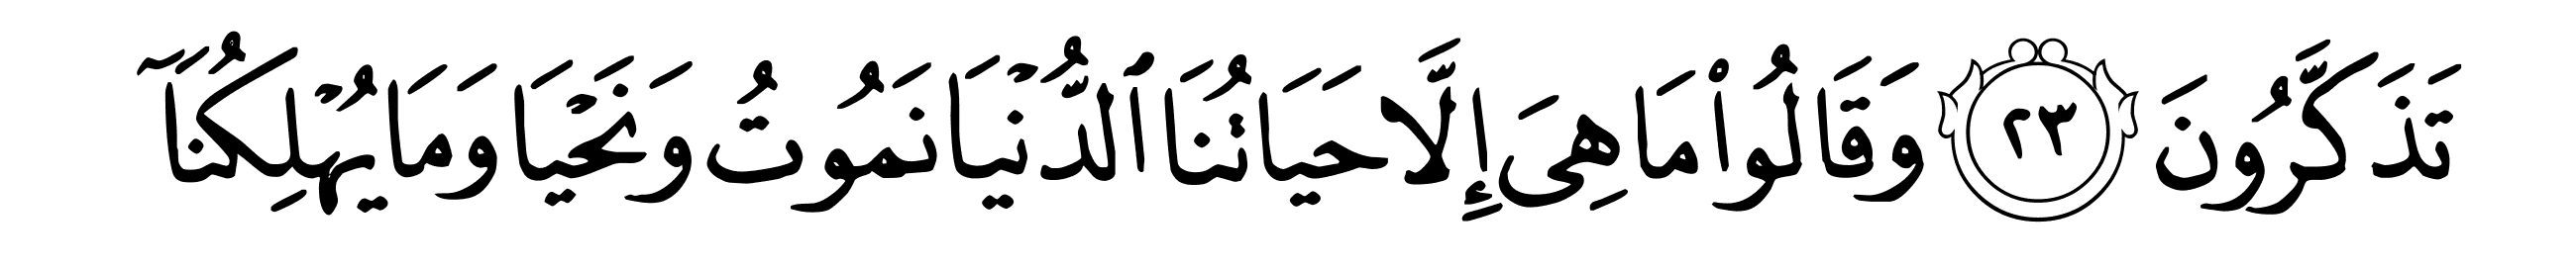 تَذَكَّرُونَ ٢٣ وَقَالُوا۟ مَا هِىَ إِلَّا حَيَاتُنَا ٱلدُّنْيَا نَمُوتُ وَنَحْيَا وَمَا يُهْلِكُنَآ